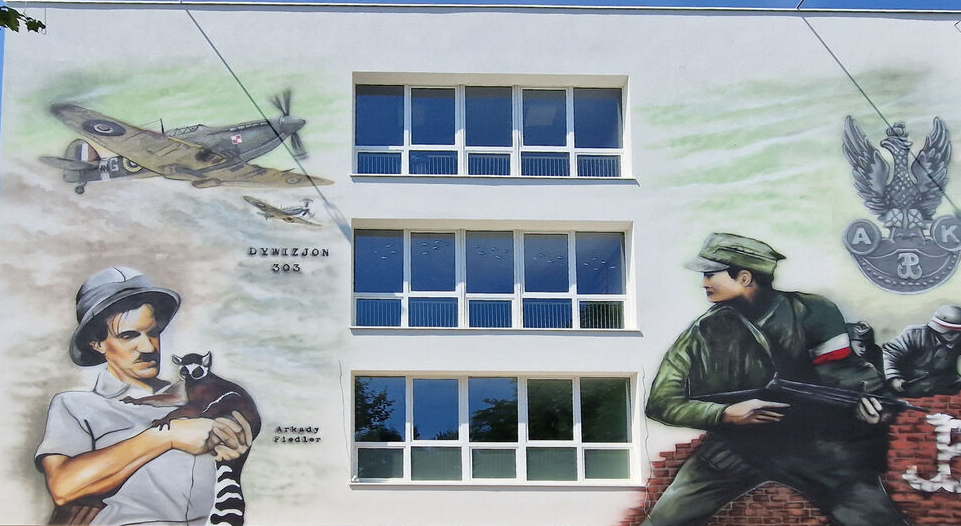 G
DYWIZJON
303
Arkady
Fiedler
A K